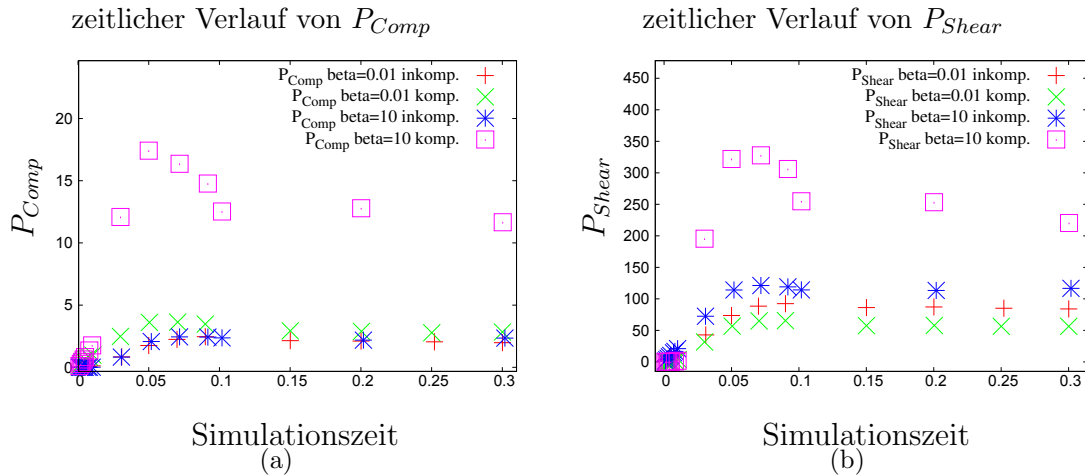 zeitlicher Verlauf von P_Comp
P_Comp
20
15
10
5
0
0
0.05
0.1
0.15
0.2
0.25
0.3
P_Comp beta=0.01 inkomp.
P_Comp beta=0.01 komp.
P_Comp beta=10 inkomp.
P_Comp beta=10 komp.
Simulationszeit
(a)
zeitlicher Verlauf von P_Shear
P_Shear
450
400
350
300
250
200
150
100
50
0
0
0.05
0.1
0.15
0.2
0.25
0.3
P_Shear beta=0.01 inkomp.
P_Shear beta=0.01 komp.
P_Shear beta=10 inkomp.
P_Shear beta=10 komp.
Simulationszeit
(b)